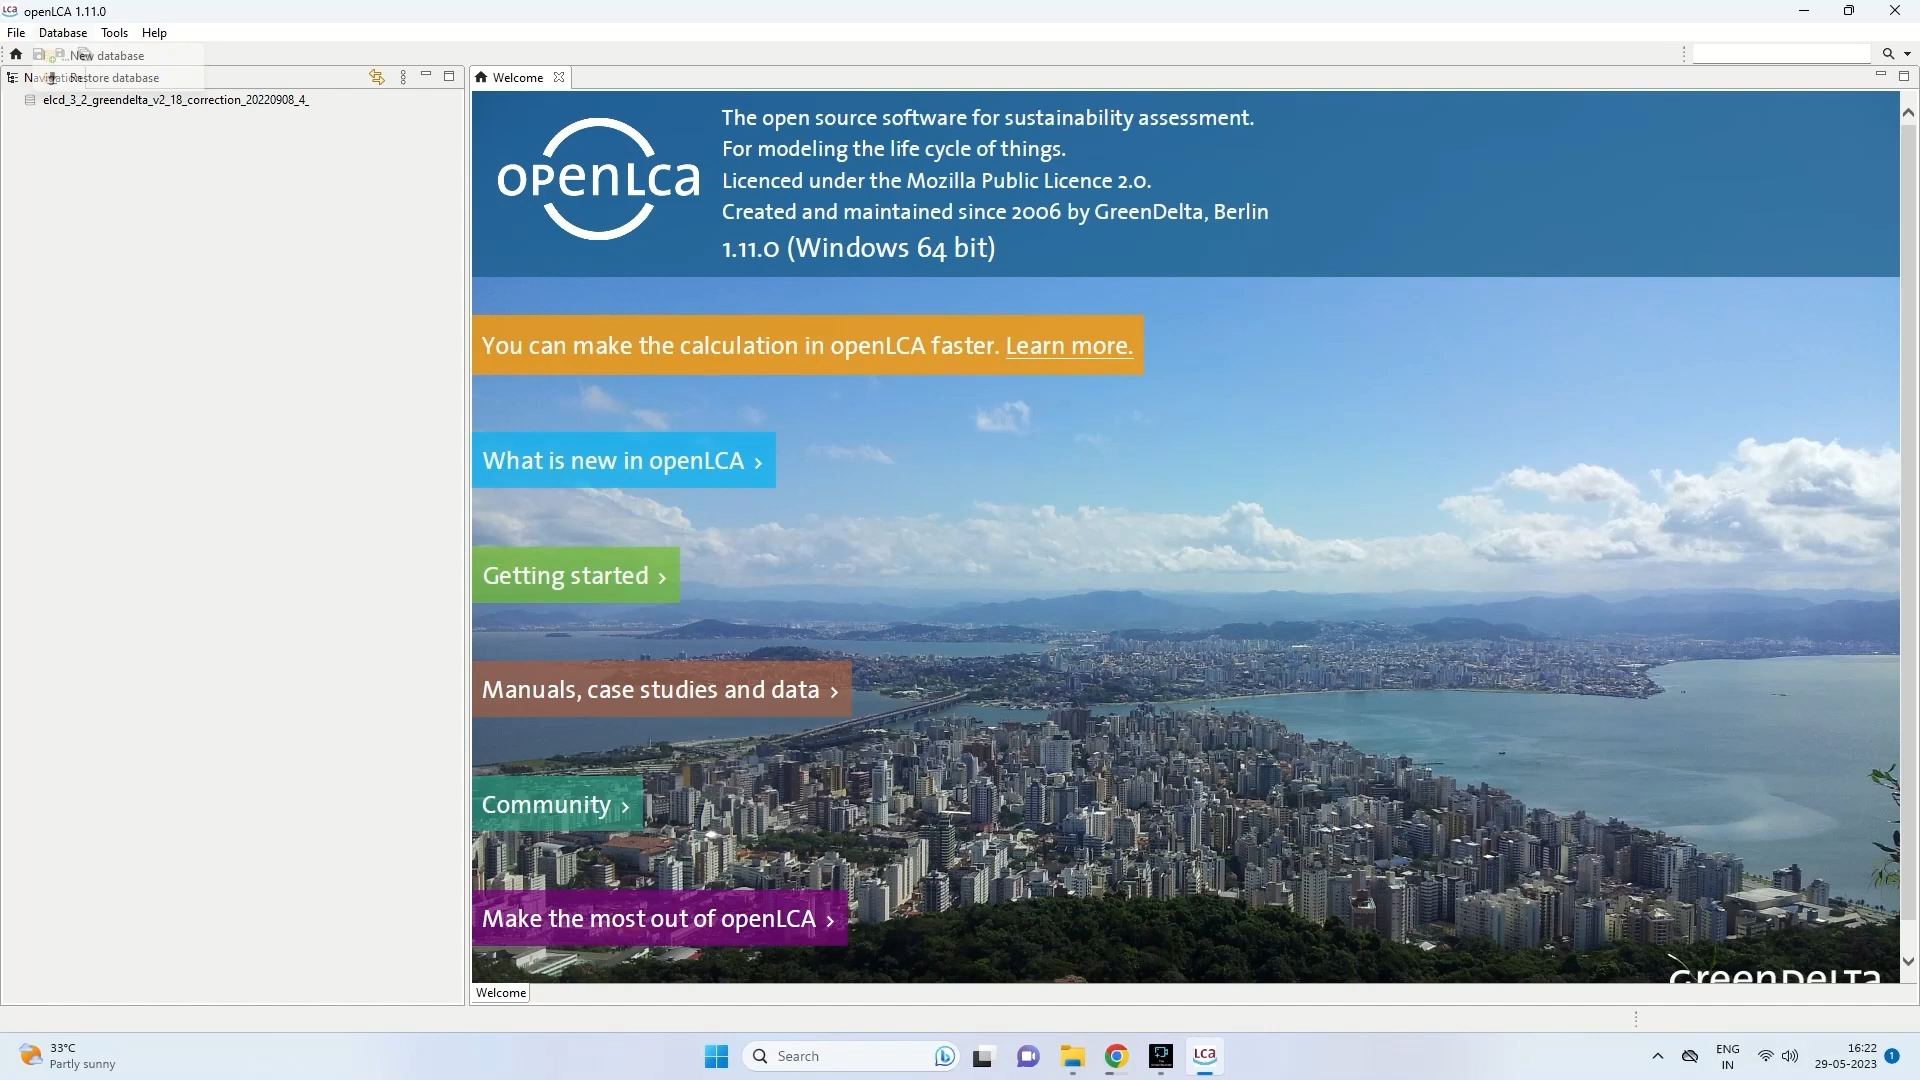 LCA openLCA 1.11.0
File Database Tools Help
New database
Restore database
Welcome
elcd_3_2_greendelta_v2_18_correction_20220908_4_
openLCA
The open source software for sustainability assessment.
For modeling the life cycle of things.
Licenced under the Mozilla Public Licence 2.0.
Created and maintained since 2006 by GreenDelta, Berlin
1.11.0 (Windows 64 bit)
You can make the calculation in openLCA faster. Learn more.
What is new in openLCA ›
Getting started ›
Manuals, case studies and data ›
Community ›
Make the most out of openLCA ›
GreenDelta
Welcome
33°C
Partly sunny
Search
LCA
ENG
IN
16:22
29-05-2023
1